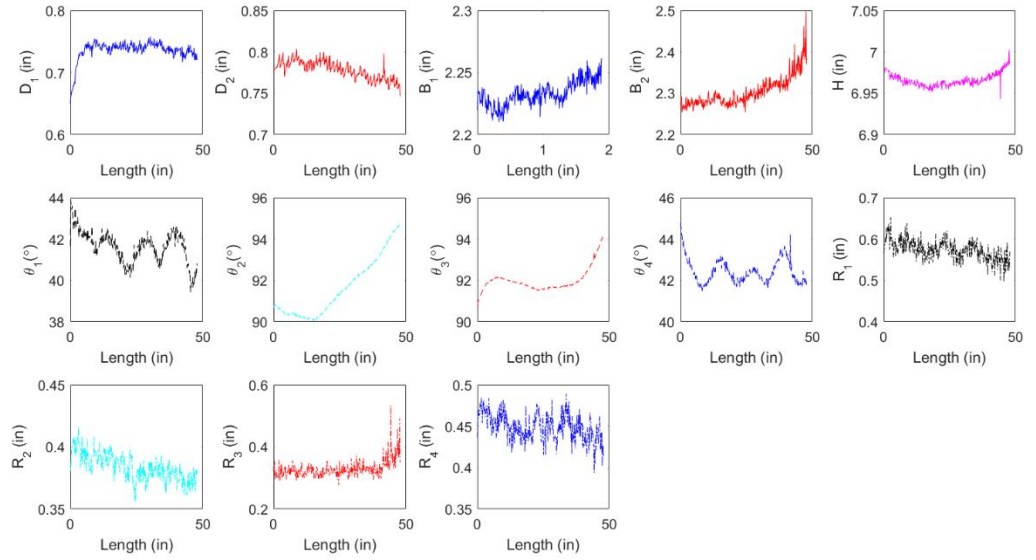 0.8
0.7
0.6
D₁ (in)
0 50
Length (in)
0.85
0.8
0.75
0.7
D₂ (in)
0 50
Length (in)
2.3
2.25
2.2
B₁ (in)
0 1 2
Length (in)
2.5
2.4
2.3
2.2
B₂ (in)
0 50
Length (in)
7.05
7
6.95
6.9
H (in)
0 50
Length (in)
44
42
40
38
θ₁(°)
0 50
Length (in)
96
94
92
90
θ₂(°)
0 50
Length (in)
96
94
92
90
θ₃(°)
0 50
Length (in)
46
44
42
40
θ₄(°)
0 50
Length (in)
0.7
0.6
0.5
0.4
R₁ (in)
0 50
Length (in)
0.45
0.4
0.35
R₂ (in)
0 50
Length (in)
0.6
0.4
0.2
R₃ (in)
0 50
Length (in)
0.5
0.45
0.4
0.35
R₄ (in)
0 50
Length (in)